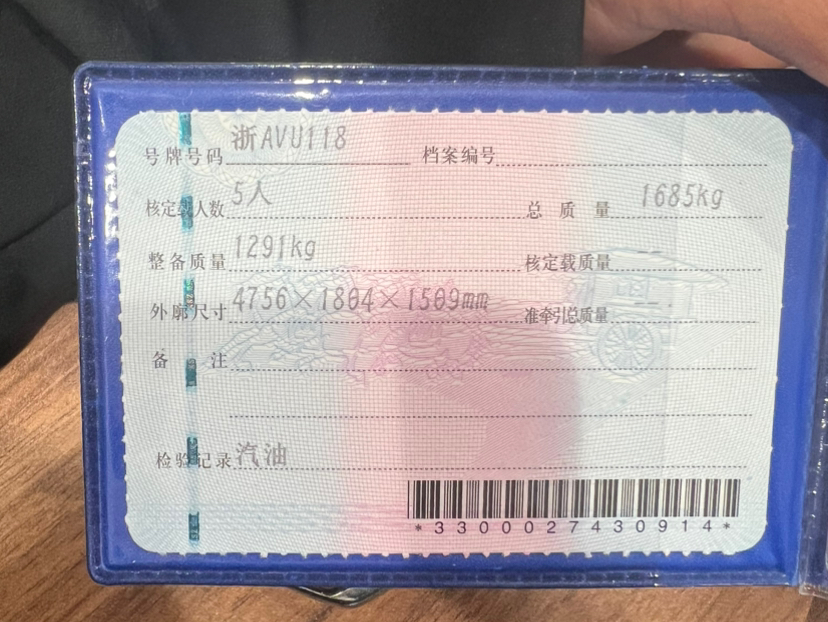 号牌号码 浙AVU118 档案编号
核定载人数 5人 总质量 1685kg
整备质量 1291kg 核定载质量 --
外廓尺寸 4756×1804×1509mm 准牵引总质量 --
备注
检验记录 汽油
*3300027430914*